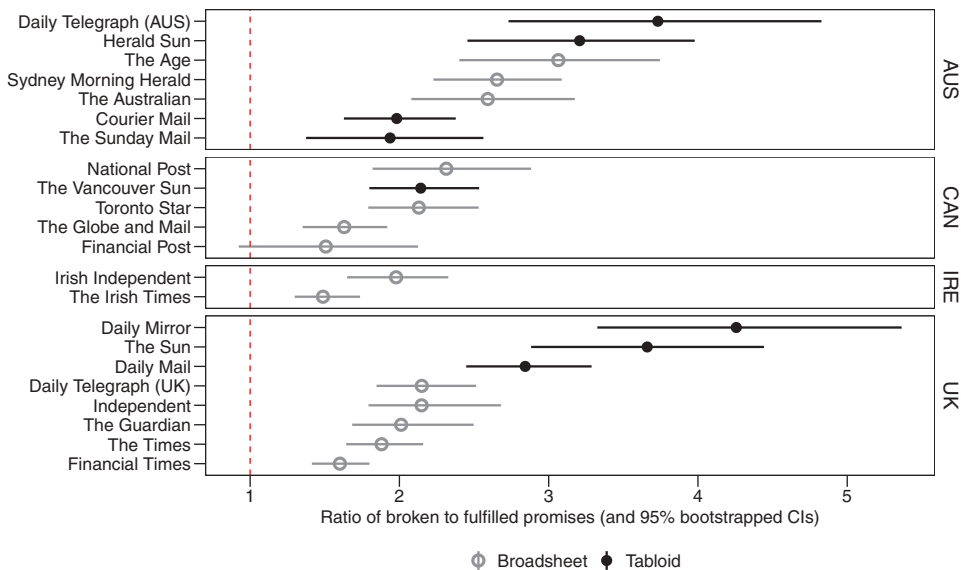 Daily Telegraph (AUS)
Herald Sun
The Age
Sydney Morning Herald
The Australian
Courier Mail
The Sunday Mail
AUS
National Post
The Vancouver Sun
Toronto Star
The Globe and Mail
Financial Post
CAN
Irish Independent
The Irish Times
IRE
Daily Mirror
The Sun
Daily Mail
Daily Telegraph (UK)
Independent
The Guardian
The Times
Financial Times
UK
1 2 3 4 5
Ratio of broken to fulfilled promises (and 95% bootstrapped CIs)
Broadsheet Tabloid